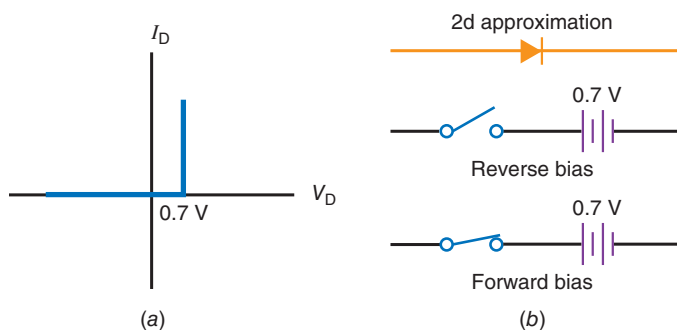 I_D
V_D
0.7 V
(a)
2d approximation
0.7 V
Reverse bias
0.7 V
Forward bias
(b)